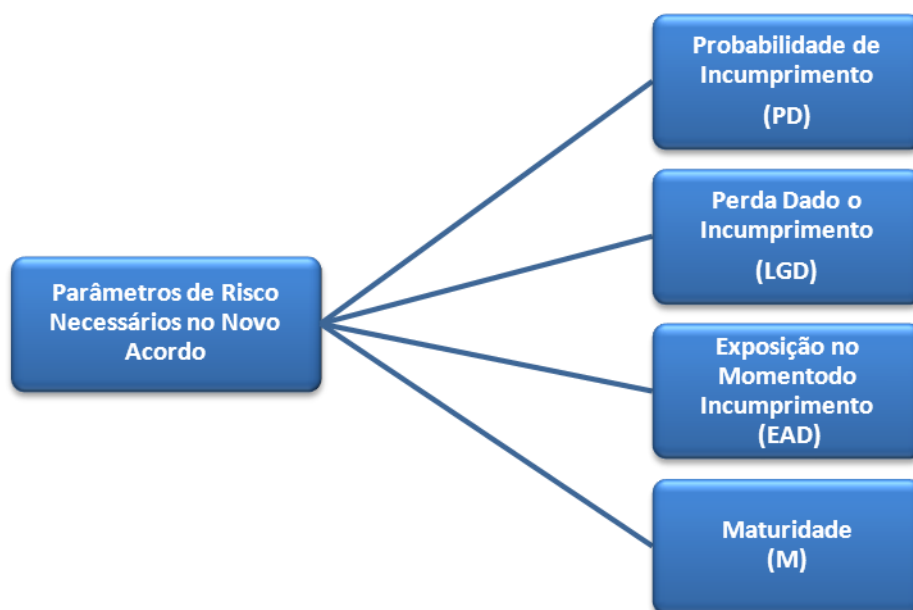 Probabilidade de
Incumprimento
(PD)
Perda Dado o
Incumprimento
(LGD)
Parâmetros de Risco
Necessários no Novo
Acordo
Exposição no
Momentodo
Incumprimento
(EAD)
Maturidade
(M)